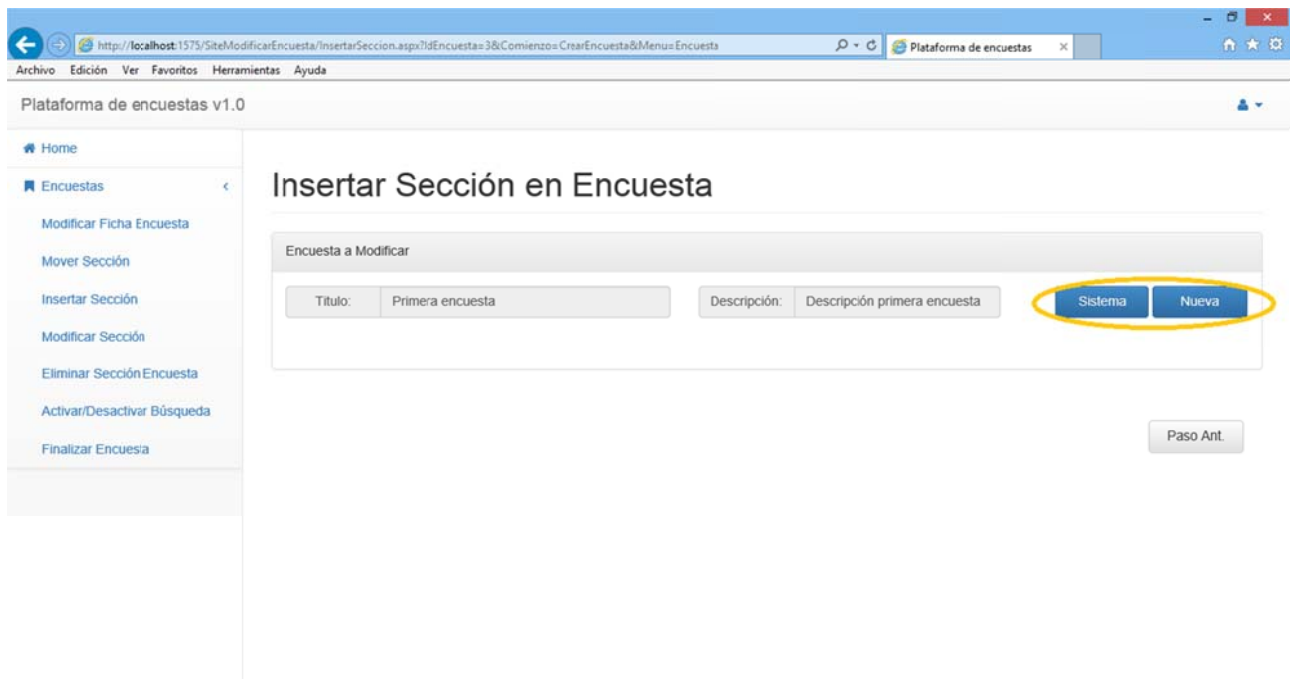 http://localhost:1575/SiteModificarEncuesta/InsertarSeccion.aspx?IdEncuesta=3&Comienzo=CrearEncuesta&Menu=Encuesta
Plataforma de encuestas
Archivo Edición Ver Favoritos Herramientas Ayuda
Plataforma de encuestas v1.0
Home
Encuestas
Modificar Ficha Encuesta
Mover Sección
Insertar Sección
Modificar Sección
Eliminar Sección Encuesta
Activar/Desactivar Búsqueda
Finalizar Encuesta
Insertar Sección en Encuesta
Encuesta a Modificar
Titulo: Primera encuesta Descripción: Descripción primera encuesta Sistema Nueva
Paso Ant.